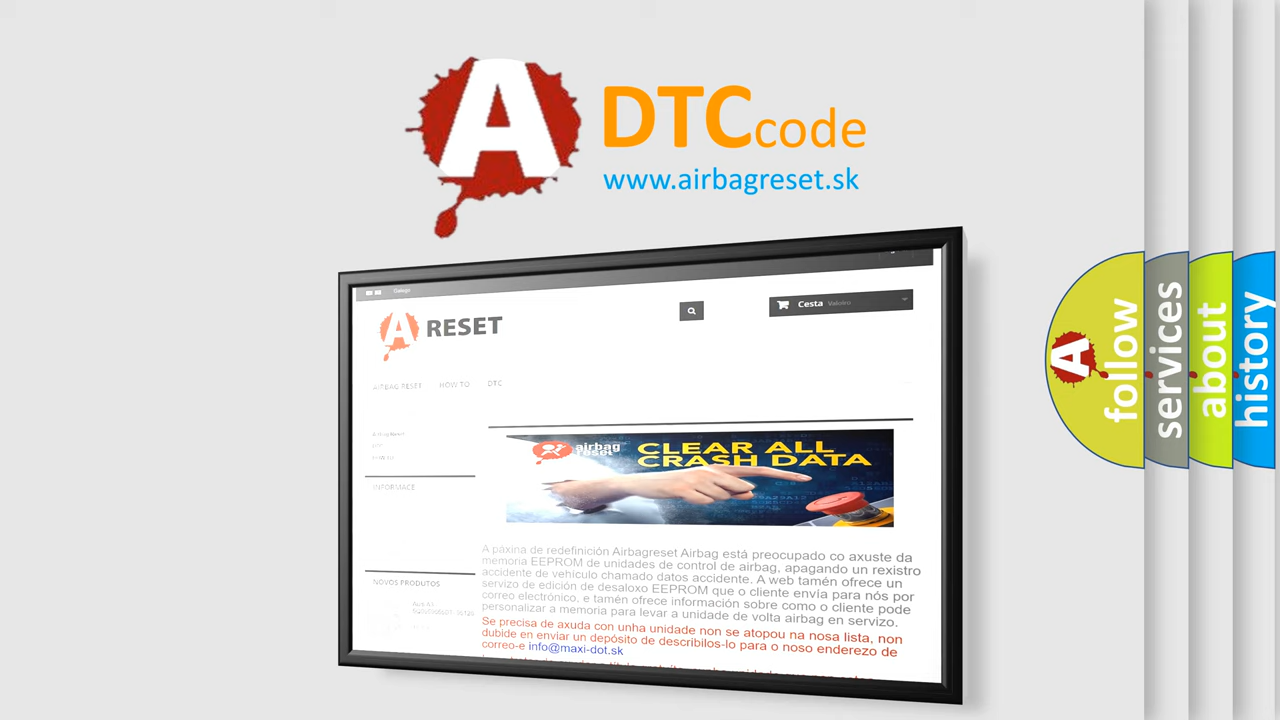 A
DTCcode
www.airbagreset.sk
Galego
A RESET
Cesta Valeiro
AIRBAG RESET HOW TO DTC
INFORMACE
NOVOS PRODUTOS
airbag
reset
CLEAR ALL
CRASH DATA
A páxina de redefinición Airbagreset Airbag está preocupado co axuste da
memoria EEPROM de unidades de control de airbag, apagando un rexistro
accidente de vehículo chamado datos accidente. A web tamén ofrece un
servizo de edición de desaloxo EEPROM que o cliente envía para nós por
correo electrónico, e tamén ofrece información sobre como o cliente pode
personalizar a memoria para levar a unidade de volta airbag en servizo.
Se precisa de axuda con unha unidade non se atopou na nosa lista, non
dubide en enviar un depósito de describilos-lo para o noso enderezo de
correo-e info@maxi-dot.sk
A
follow
services
about
history